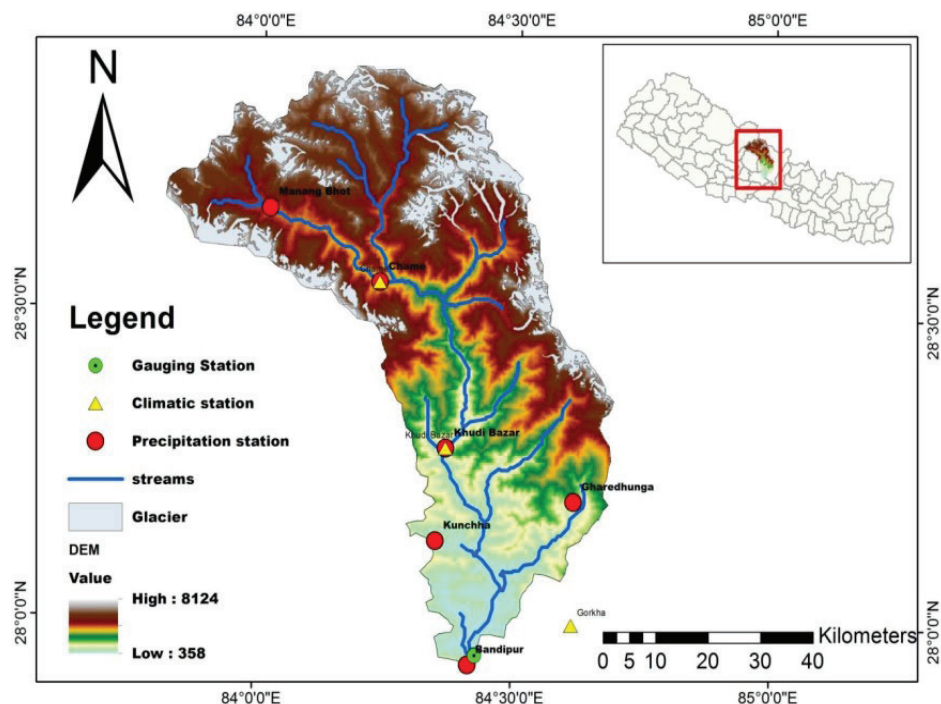 84°0'0"E 84°30'0"E 85°0'0"E
N
Manang Bhot
Chame
28°30'0"N
28°30'0"N
Legend
Gauging Station
Climatic station
Precipitation station
streams
Glacier
DEM
Value
High : 8124
Low : 358
Khudi Bazar
Khudi Bazar
Gharedhunga
Kunchha
28°0'0"N
28°0'0"N
Gorkha
Bandipur
Kilometers
0 5 10 20 30 40
84°0'0"E 84°30'0"E 85°0'0"E